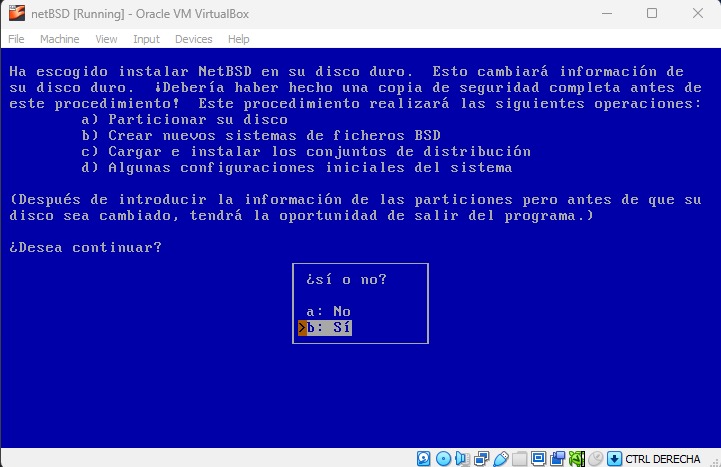 netBSD [Running] - Oracle VM VirtualBox
File Machine View Input Devices Help
Ha escogido instalar NetBSD en su disco duro. Esto cambiará información de
su disco duro. ¡Debería haber hecho una copia de seguridad completa antes de
este procedimiento! Este procedimiento realizará las siguientes operaciones:
a) Particionar su disco
b) Crear nuevos sistemas de ficheros BSD
c) Cargar e instalar los conjuntos de distribución
d) Algunas configuraciones iniciales del sistema
(Después de introducir la información de las particiones pero antes de que su
disco sea cambiado, tendrá la oportunidad de salir del programa.)
¿Desea continuar?
¿sí o no?
a: No
>b: Sí
CTRL DERECHA